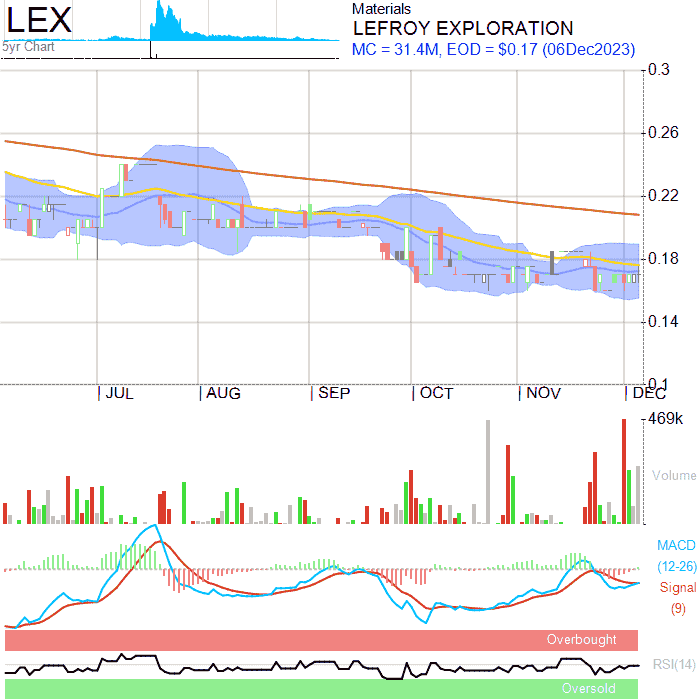 LEX
5yr Chart
Materials
LEFROY EXPLORATION
MC = 31.4M, EOD = $0.17 (06Dec2023)
0.3
0.26
0.22
0.18
0.14
0.1
JUL AUG SEP OCT NOV DEC
469k
Volume
MACD
(12-26)
Signal
(9)
Overbought
RSI(14)
Oversold